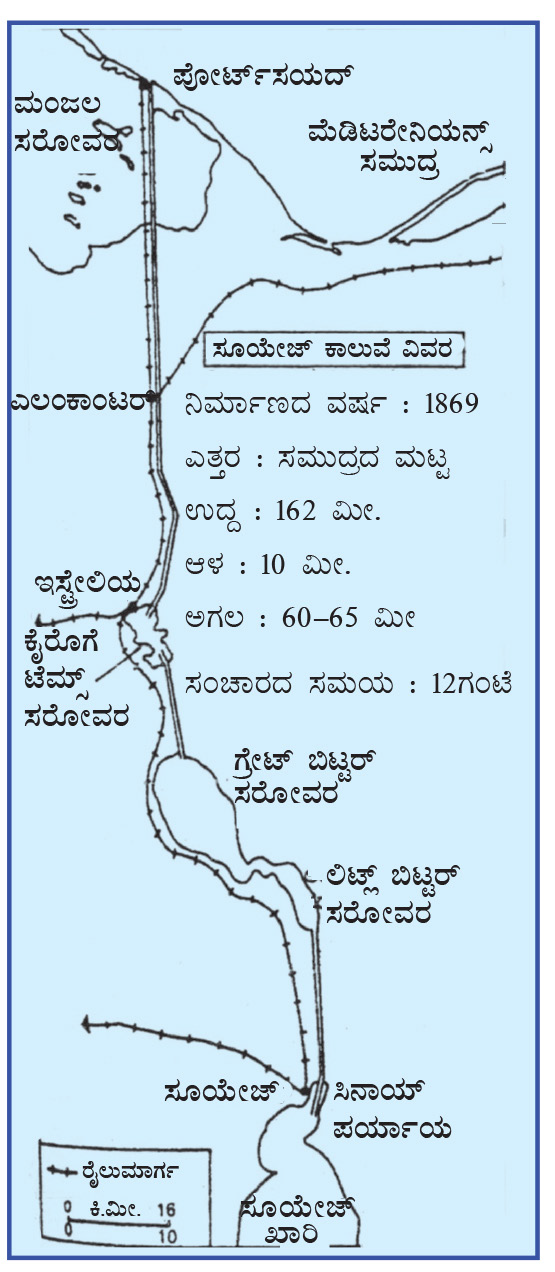 ಪೋರ್ಟ್‌ಸಯದ್
ಮಂಜಲ
ಸರೋವರ
ಮೆಡಿಟರೇನಿಯನ್ಸ್
ಸಮುದ್ರ
ಸೂಯೇಜ್ ಕಾಲುವೆ ವಿವರ
ಎಲಂಕಾಂಟರ್
ನಿರ್ಮಾಣದ ವರ್ಷ : 1869
ಎತ್ತರ : ಸಮುದ್ರದ ಮಟ್ಟ
ಉದ್ದ : 162 ಮೀ.
ಆಳ : 10 ಮೀ.
ಇಸ್ಟ್ರೇಲಿಯ
ಅಗಲ : 60–65 ಮೀ
ಕೈರೊಗೆ
ಟೆಮ್ಸ್
ಸರೋವರ
ಸಂಚಾರದ ಸಮಯ : 12ಗಂಟೆ
ಗ್ರೇಟ್ ಬಿಟ್ಟರ್
ಸರೋವರ
ಲಿಟ್ಲ್ ಬಿಟ್ಟರ್
ಸರೋವರ
ಸೂಯೇಜ್
ಸಿನಾಯ್
ಪರ್ಯಾಯ
ರೈಲುಮಾರ್ಗ
0 ಕಿ.ಮೀ. 16
0 10
ಸೂಯೇಜ್
ಖಾರಿ